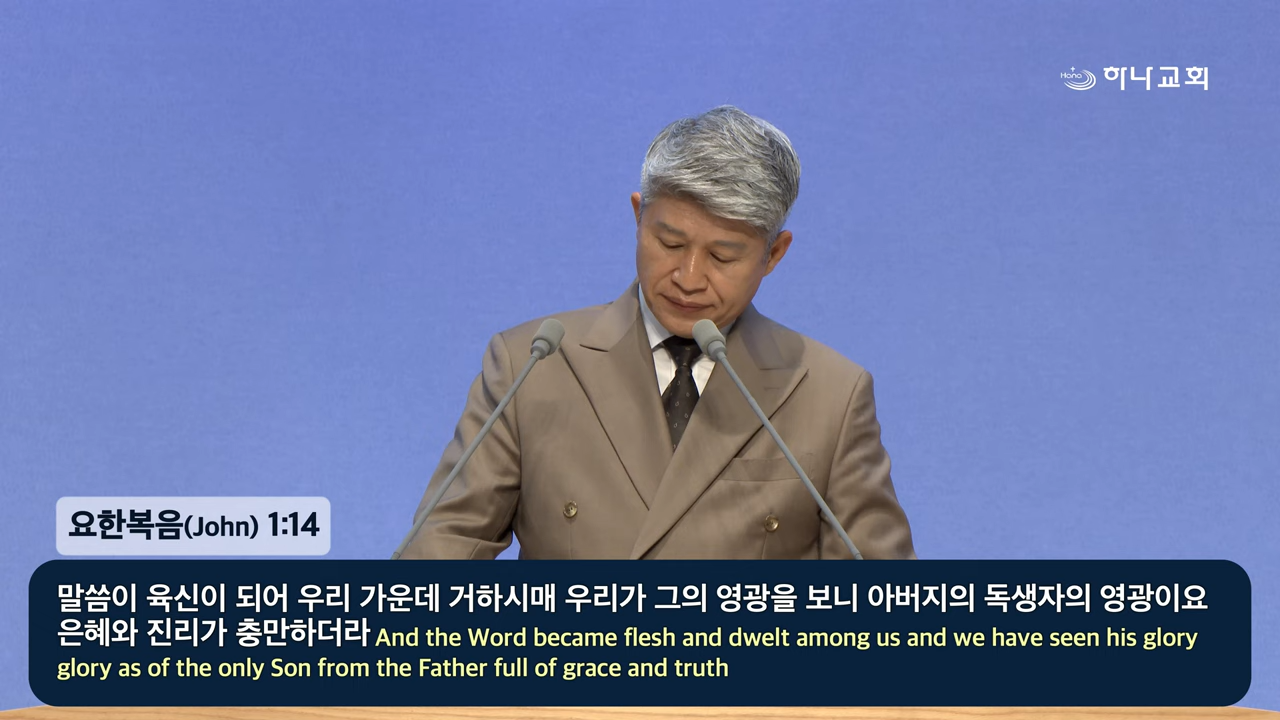 Hana 하나교회
요한복음(John) 1:14
말씀이 육신이 되어 우리 가운데 거하시매 우리가 그의 영광을 보니 아버지의 독생자의 영광이요
은혜와 진리가 충만하더라 And the Word became flesh and dwelt among us and we have seen his glory
glory as of the only Son from the Father full of grace and truth